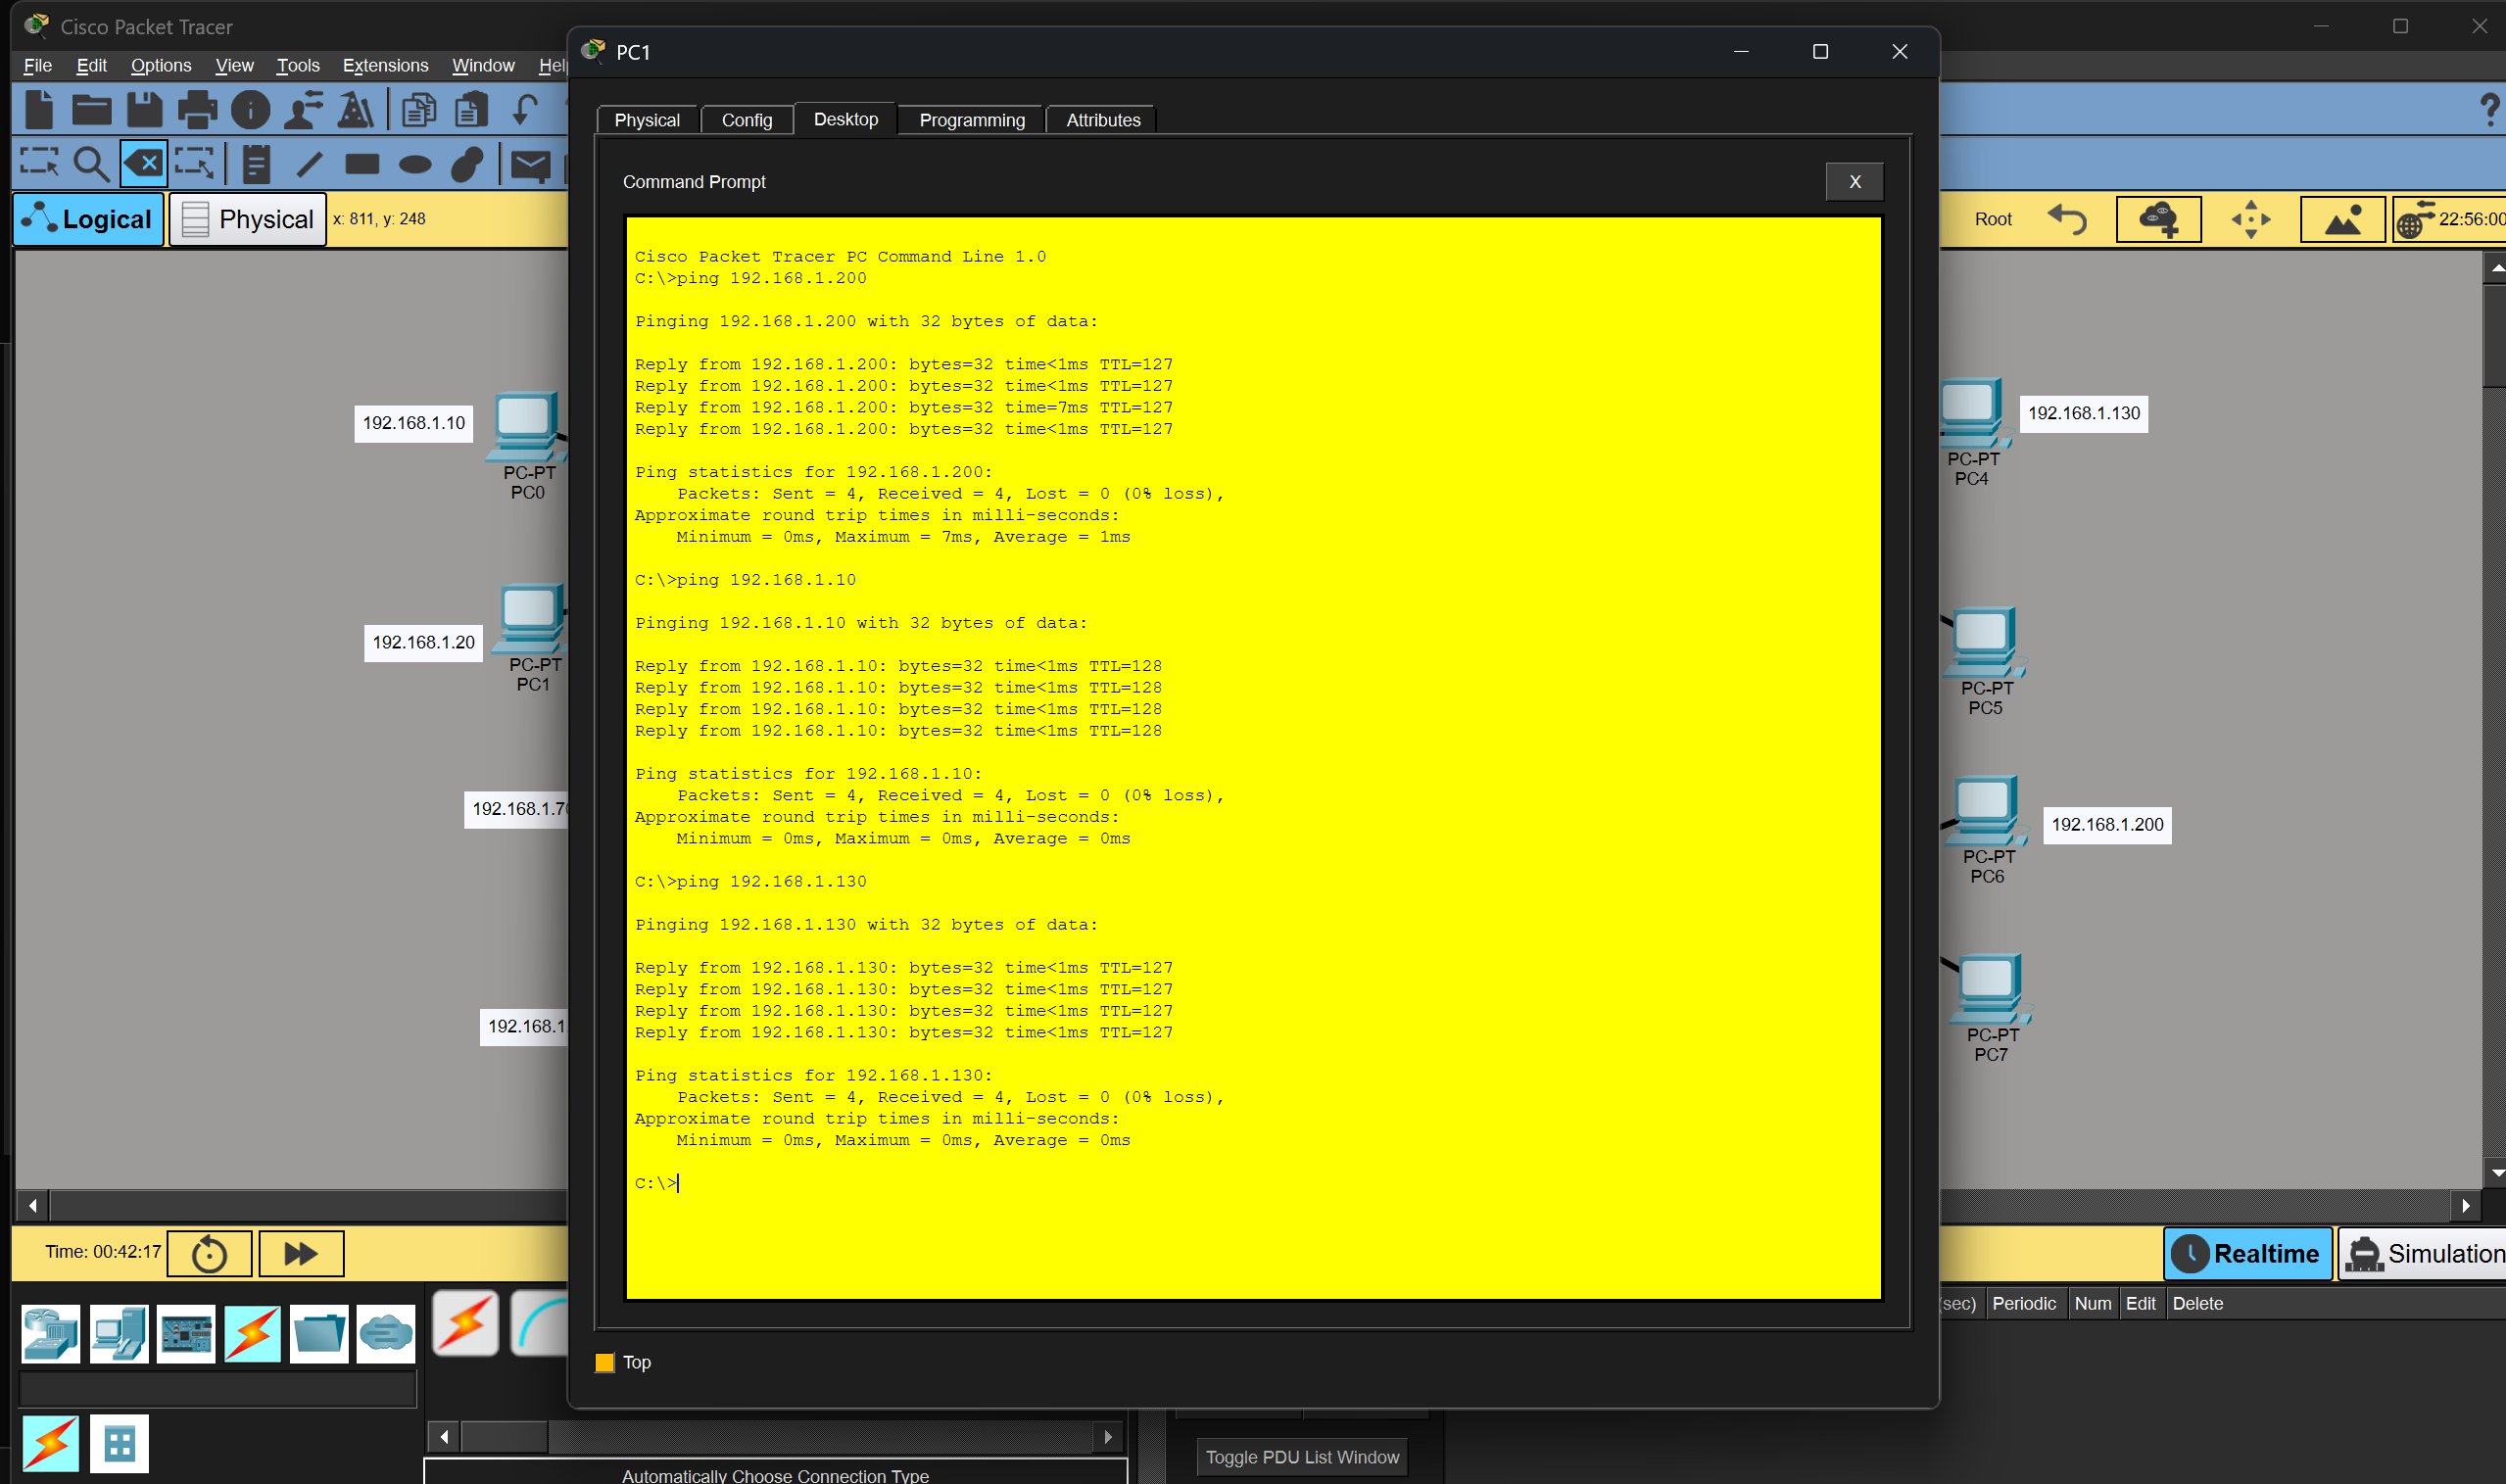 Cisco Packet Tracer
File Edit Options View Tools Extensions Window Help
Logical Physical x: 811, y: 248
Root 22:56:00
192.168.1.10
PC-PT
PC0
192.168.1.20
PC-PT
PC1
192.168.1.70
192.168.1.
PC1
Physical Config Desktop Programming Attributes
Command Prompt
X
Cisco Packet Tracer PC Command Line 1.0
C:\>ping 192.168.1.200
Pinging 192.168.1.200 with 32 bytes of data:
Reply from 192.168.1.200: bytes=32 time<1ms TTL=127
Reply from 192.168.1.200: bytes=32 time<1ms TTL=127
Reply from 192.168.1.200: bytes=32 time=7ms TTL=127
Reply from 192.168.1.200: bytes=32 time<1ms TTL=127
Ping statistics for 192.168.1.200:
Packets: Sent = 4, Received = 4, Lost = 0 (0% loss),
Approximate round trip times in milli-seconds:
Minimum = 0ms, Maximum = 7ms, Average = 1ms
C:\>ping 192.168.1.10
Pinging 192.168.1.10 with 32 bytes of data:
Reply from 192.168.1.10: bytes=32 time<1ms TTL=128
Reply from 192.168.1.10: bytes=32 time<1ms TTL=128
Reply from 192.168.1.10: bytes=32 time<1ms TTL=128
Reply from 192.168.1.10: bytes=32 time<1ms TTL=128
Ping statistics for 192.168.1.10:
Packets: Sent = 4, Received = 4, Lost = 0 (0% loss),
Approximate round trip times in milli-seconds:
Minimum = 0ms, Maximum = 0ms, Average = 0ms
C:\>ping 192.168.1.130
Pinging 192.168.1.130 with 32 bytes of data:
Reply from 192.168.1.130: bytes=32 time<1ms TTL=127
Reply from 192.168.1.130: bytes=32 time<1ms TTL=127
Reply from 192.168.1.130: bytes=32 time<1ms TTL=127
Reply from 192.168.1.130: bytes=32 time<1ms TTL=127
Ping statistics for 192.168.1.130:
Packets: Sent = 4, Received = 4, Lost = 0 (0% loss),
Approximate round trip times in milli-seconds:
Minimum = 0ms, Maximum = 0ms, Average = 0ms
C:\>
Top
192.168.1.130
PC-PT
PC4
PC-PT
PC5
192.168.1.200
PC-PT
PC6
PC-PT
PC7
Time: 00:42:17
Realtime Simulation
(sec) Periodic Num Edit Delete
Toggle PDU List Window
Automatically Choose Connection Type